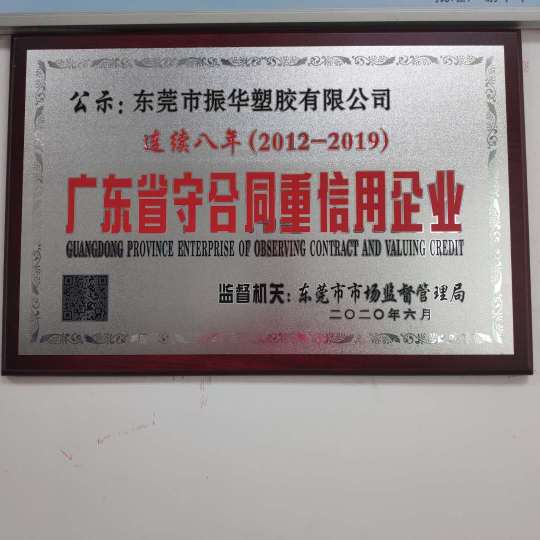 公示：东莞市振华塑胶有限公司
连续八年(2012-2019)
广东省守合同重信用企业
GUANGDONG PROVINCE ENTERPRISE OF OBSERVING CONTRACT AND VALUING CREDIT
监督机关：东莞市市场监督管理局
二〇二〇年六月